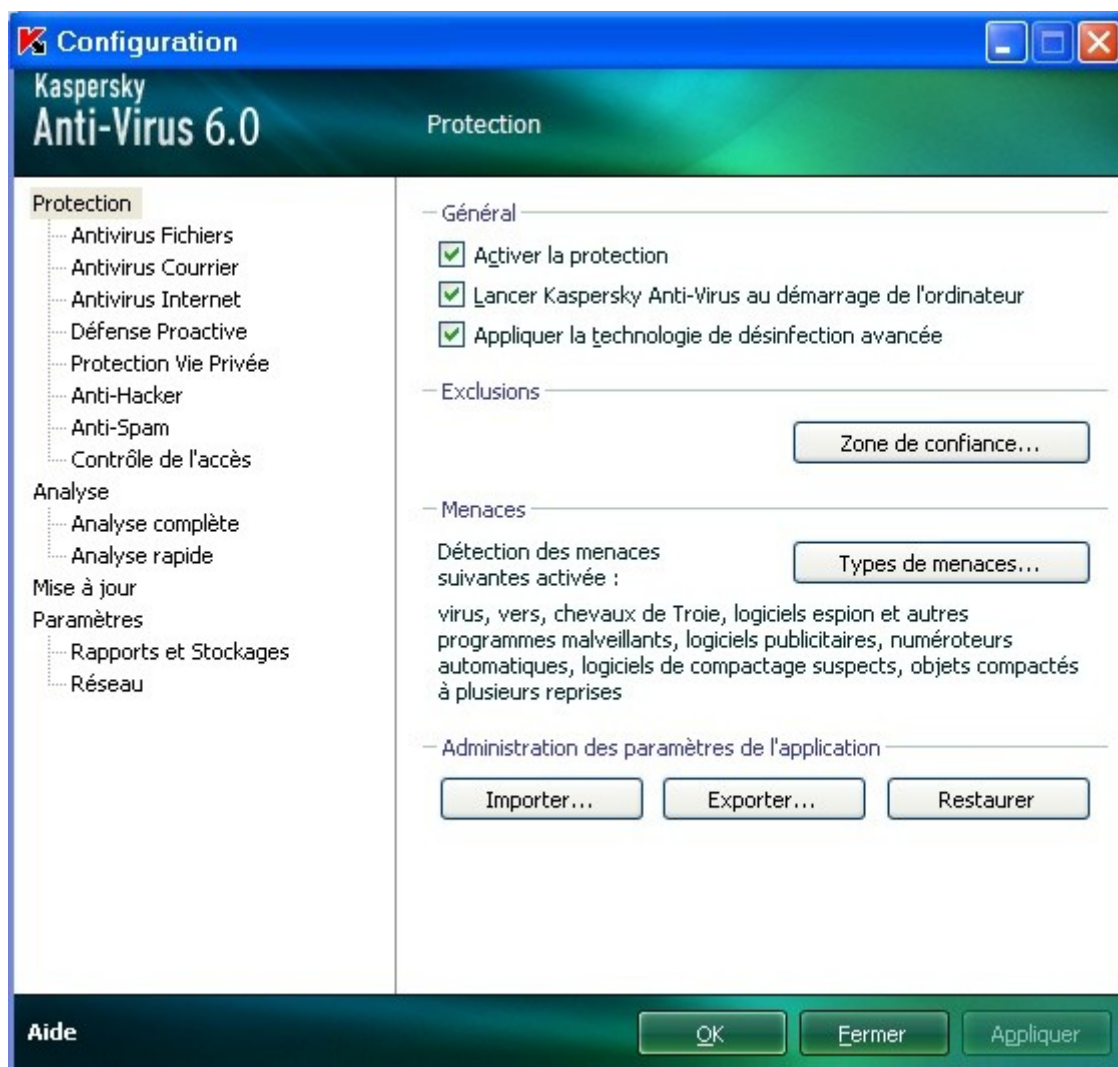 Configuration
Kaspersky
Anti-Virus 6.0
Protection
Protection
Antivirus Fichiers
Antivirus Courrier
Antivirus Internet
Défense Proactive
Protection Vie Privée
Anti-Hacker
Anti-Spam
Contrôle de l'accès
Analyse
Analyse complète
Analyse rapide
Mise à jour
Paramètres
Rapports et Stockages
Réseau
Général
Activer la protection
Lancer Kaspersky Anti-Virus au démarrage de l'ordinateur
Appliquer la technologie de désinfection avancée
Exclusions
Zone de confiance...
Menaces
Détection des menaces
suivantes activée :
Types de menaces...
virus, vers, chevaux de Troie, logiciels espion et autres
programmes malveillants, logiciels publicitaires, numéroteurs
automatiques, logiciels de compactage suspects, objets compactés
à plusieurs reprises
Administration des paramètres de l'application
Importer...
Exporter...
Restaurer
Aide
OK
Fermer
Appliquer